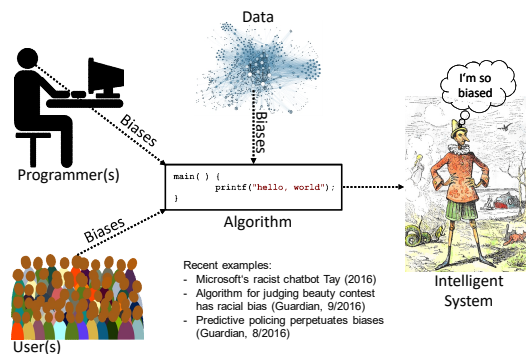 Data
I'm so
biased
Biases
Biases
Programmer(s)
main( ) {
printf("hello, world");
}
Algorithm
Biases
Intelligent
System
User(s)
Recent examples:
- Microsoft's racist chatbot Tay (2016)
- Algorithm for judging beauty contest
has racial bias (Guardian, 9/2016)
- Predictive policing perpetuates biases
(Guardian, 8/2016)